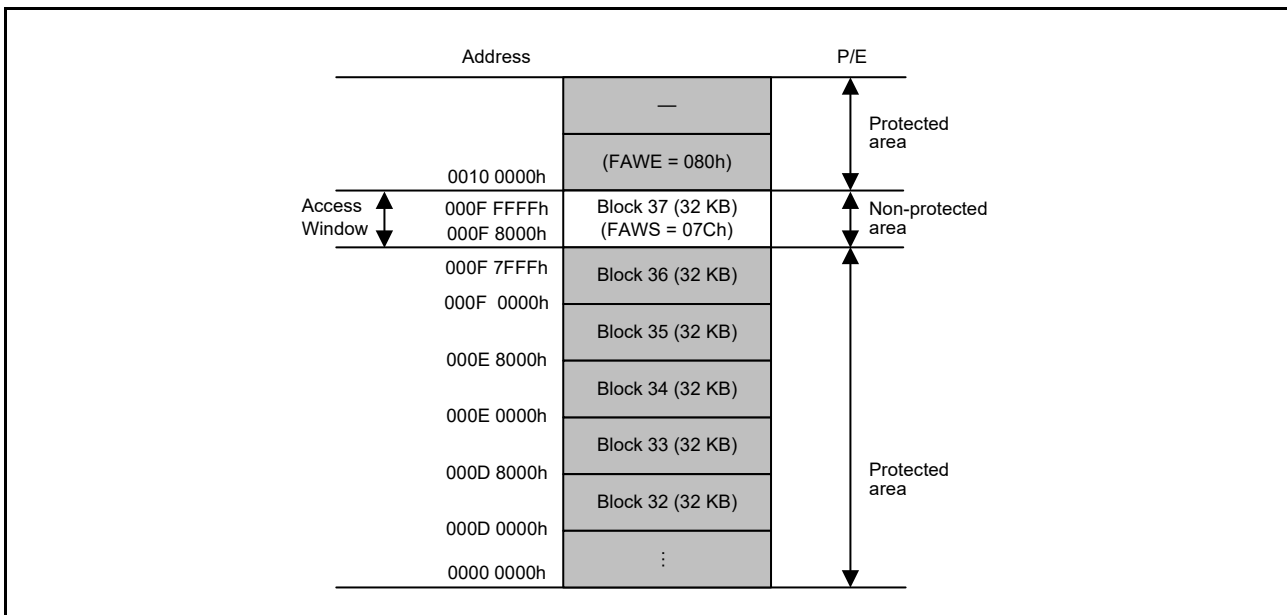 Address P/E
—
Protected
area
(FAWE = 080h)
0010 0000h
Access
Window
000F FFFFh
000F 8000h
Block 37 (32 KB)
(FAWS = 07Ch)
Non-protected
area
000F 7FFFh
Block 36 (32 KB)
000F 0000h
Block 35 (32 KB)
000E 8000h
Block 34 (32 KB)
000E 0000h
Block 33 (32 KB)
000D 8000h
Protected
area
Block 32 (32 KB)
000D 0000h
⋮
0000 0000h